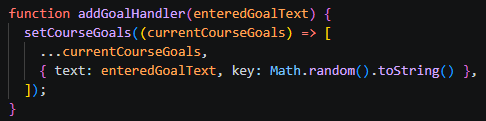 function addGoalHandler(enteredGoalText) {
  setCourseGoals((currentCourseGoals) => [
    ...currentCourseGoals,
    { text: enteredGoalText, key: Math.random().toString() },
  ]);
}